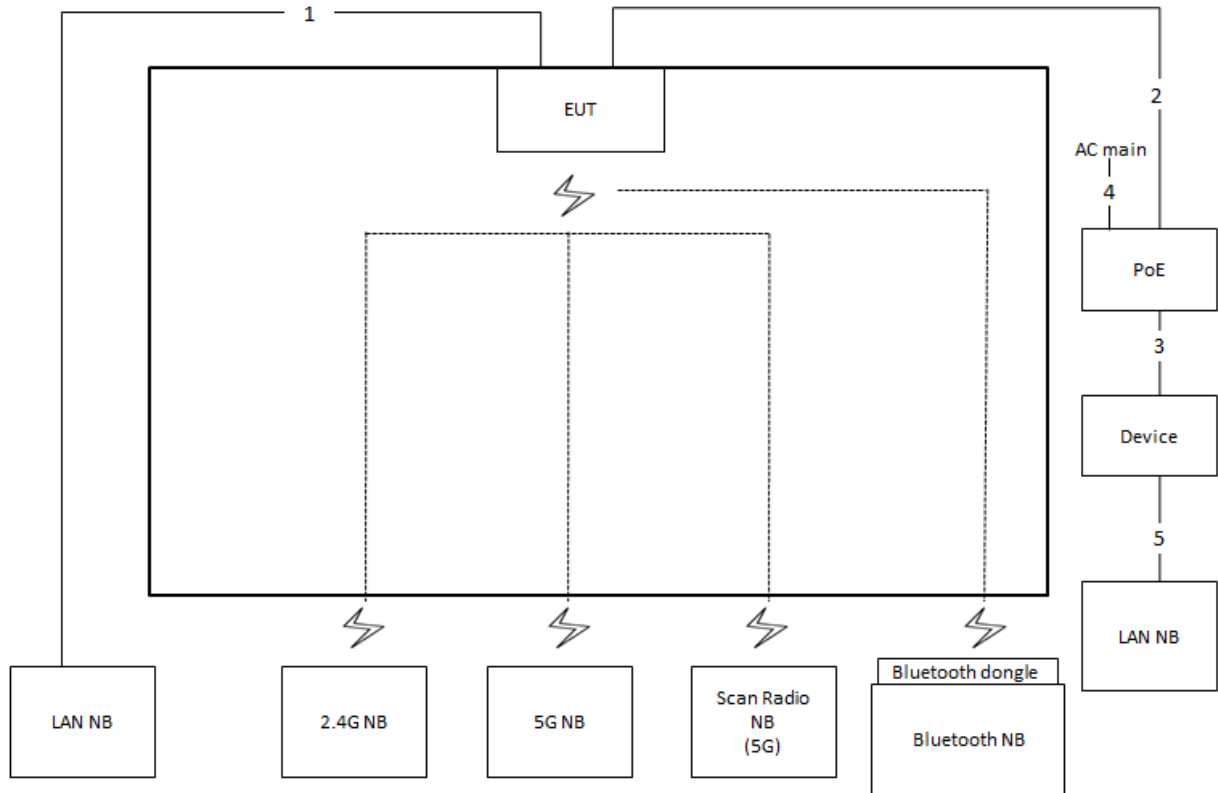 1
EUT
2
AC main
4
PoE
3
Device
5
LAN NB
LAN NB
2.4G NB
5G NB
Scan Radio
NB
(5G)
Bluetooth dongle
Bluetooth NB